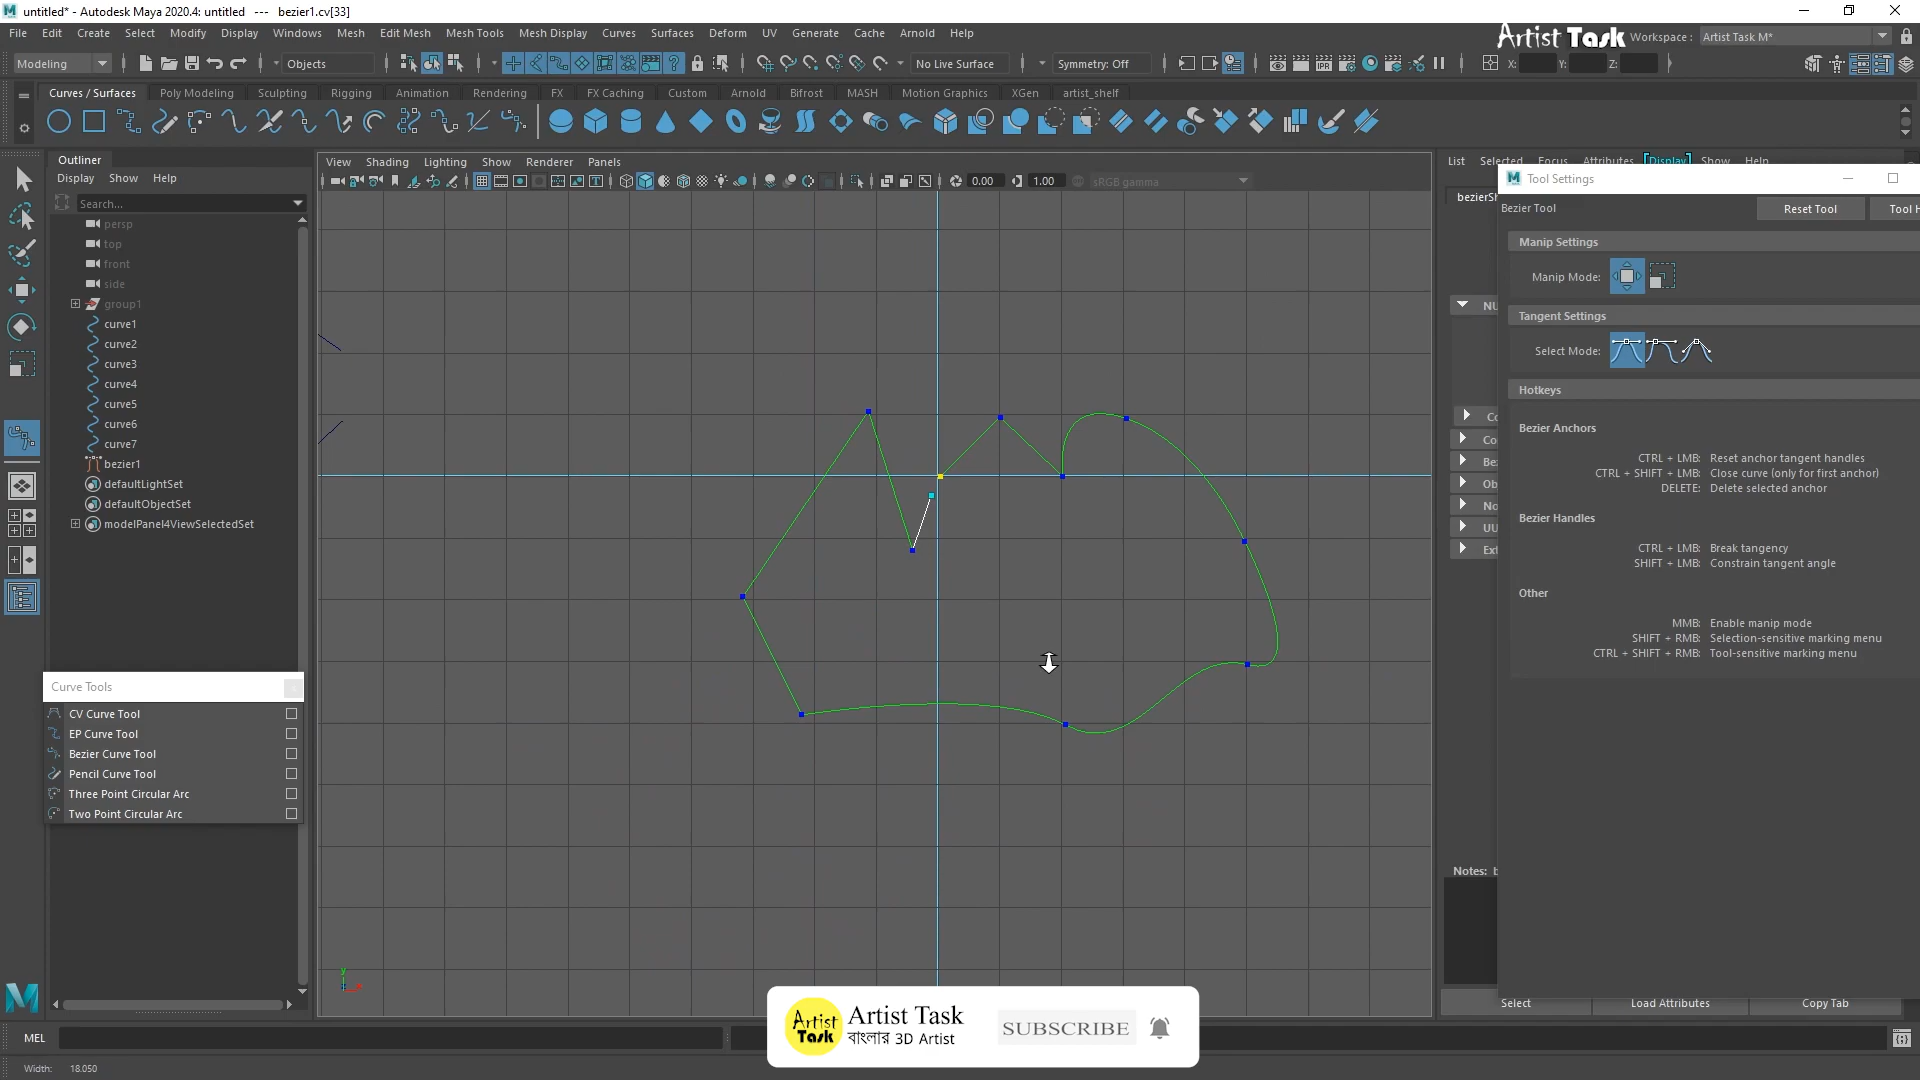 untitled* - Autodesk Maya 2020.4: untitled --- bezier1.cv[33]
File Edit Create Select Modify Display Windows Mesh Edit Mesh Mesh Tools Mesh Display Curves Surfaces Deform UV Generate Cache Arnold Help
Artist Task
Workspace : Artist Task M*
Modeling
Objects
No Live Surface
Symmetry: Off
X: Y: Z:
Curves / Surfaces Poly Modeling Sculpting Rigging Animation Rendering FX FX Caching Custom Arnold Bifrost MASH Motion Graphics XGen artist_shelf
Outliner
Display Show Help
Search...
persp
top
front
side
group1
curve1
curve2
curve3
curve4
curve5
curve6
curve7
bezier1
defaultLightSet
defaultObjectSet
modelPanel4ViewSelectedSet
Curve Tools
CV Curve Tool
EP Curve Tool
Bezier Curve Tool
Pencil Curve Tool
Three Point Circular Arc
Two Point Circular Arc
View Shading Lighting Show Renderer Panels
0.00 1.00 sRGB gamma
y
List Selected Focus Attributes Display Show Help
bezierSh
NU
Co
Co
Be
Ob
No
UU
Ext
Notes: b
Select Load Attributes Copy Tab
Tool Settings
Bezier Tool
Reset Tool Tool H
Manip Settings
Manip Mode:
Tangent Settings
Select Mode:
Hotkeys
Bezier Anchors
CTRL + LMB: Reset anchor tangent handles
CTRL + SHIFT + LMB: Close curve (only for first anchor)
DELETE: Delete selected anchor
Bezier Handles
CTRL + LMB: Break tangency
SHIFT + LMB: Constrain tangent angle
Other
MMB: Enable manip mode
SHIFT + RMB: Selection-sensitive marking menu
CTRL + SHIFT + RMB: Tool-sensitive marking menu
Artist Task
Artist Task
বাংলার 3D Artist
SUBSCRIBE
MEL
Width: 18.050